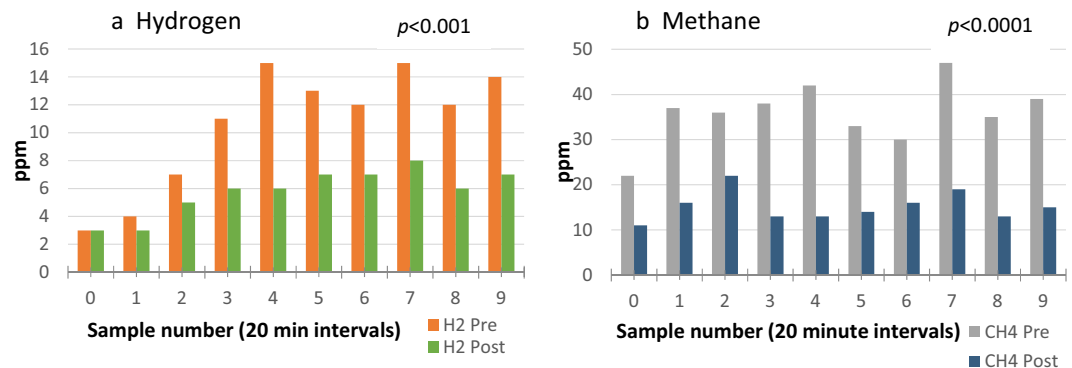 a Hydrogen
p<0.001
16
14
12
10
8
6
4
2
0
ppm
0 1 2 3 4 5 6 7 8 9
Sample number (20 min intervals)
H2 Pre
H2 Post
b Methane
p<0.0001
50
40
30
20
10
0
ppm
0 1 2 3 4 5 6 7 8 9
Sample number (20 minute intervals)
CH4 Pre
CH4 Post